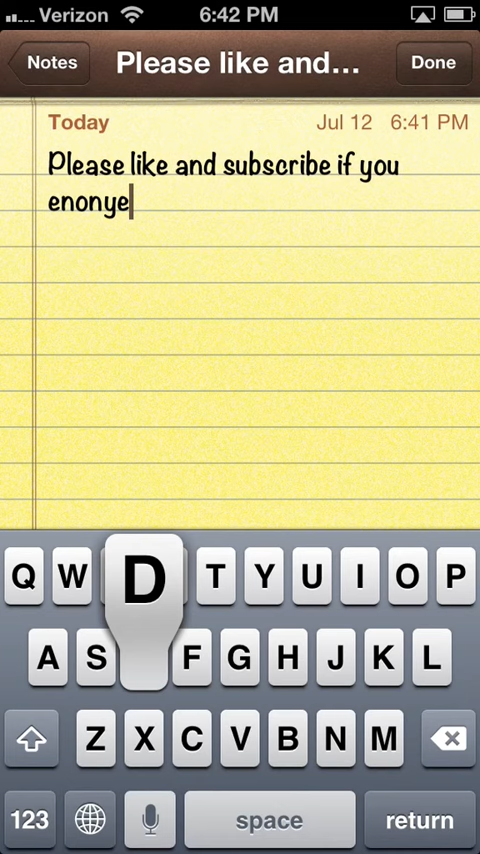 Verizon 6:42 PM
Notes Please like and... Done
Today Jul 12 6:41 PM
Please like and subscribe if you
enonye
Q W D T Y U I O P
A S F G H J K L
Z X C V B N M
123 space return